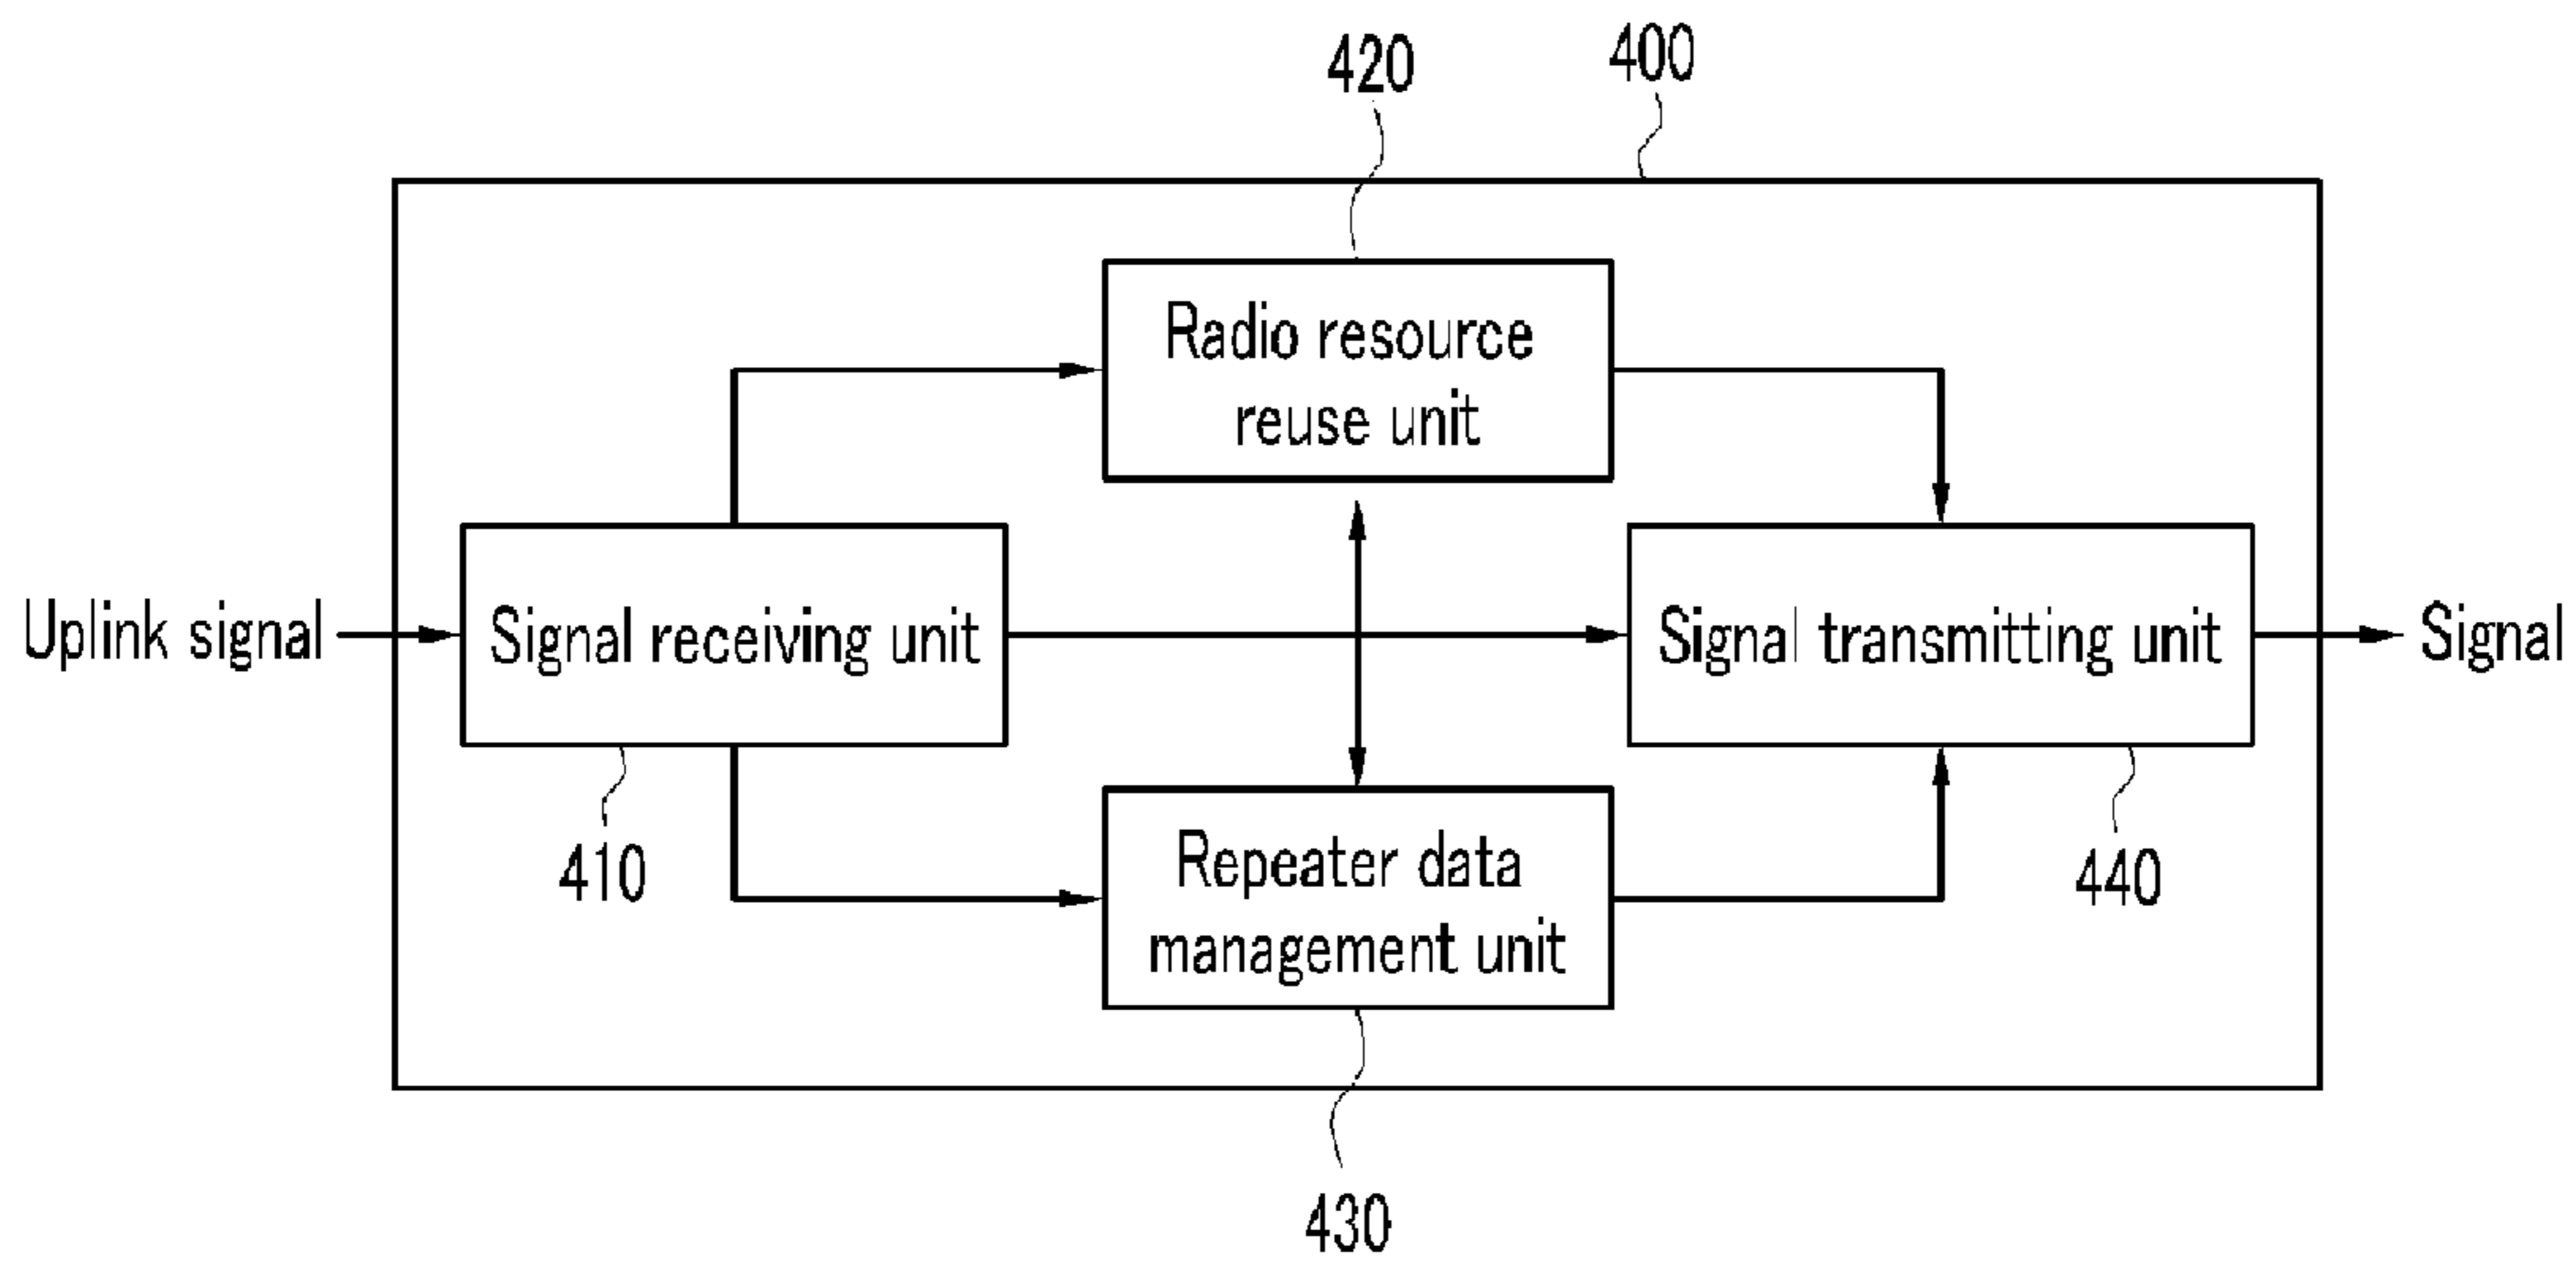 420
400
Radio resource
reuse unit
Uplink signal
Signal receiving unit
Signal transmitting unit
Signal
410
Repeater data
management unit
440
430